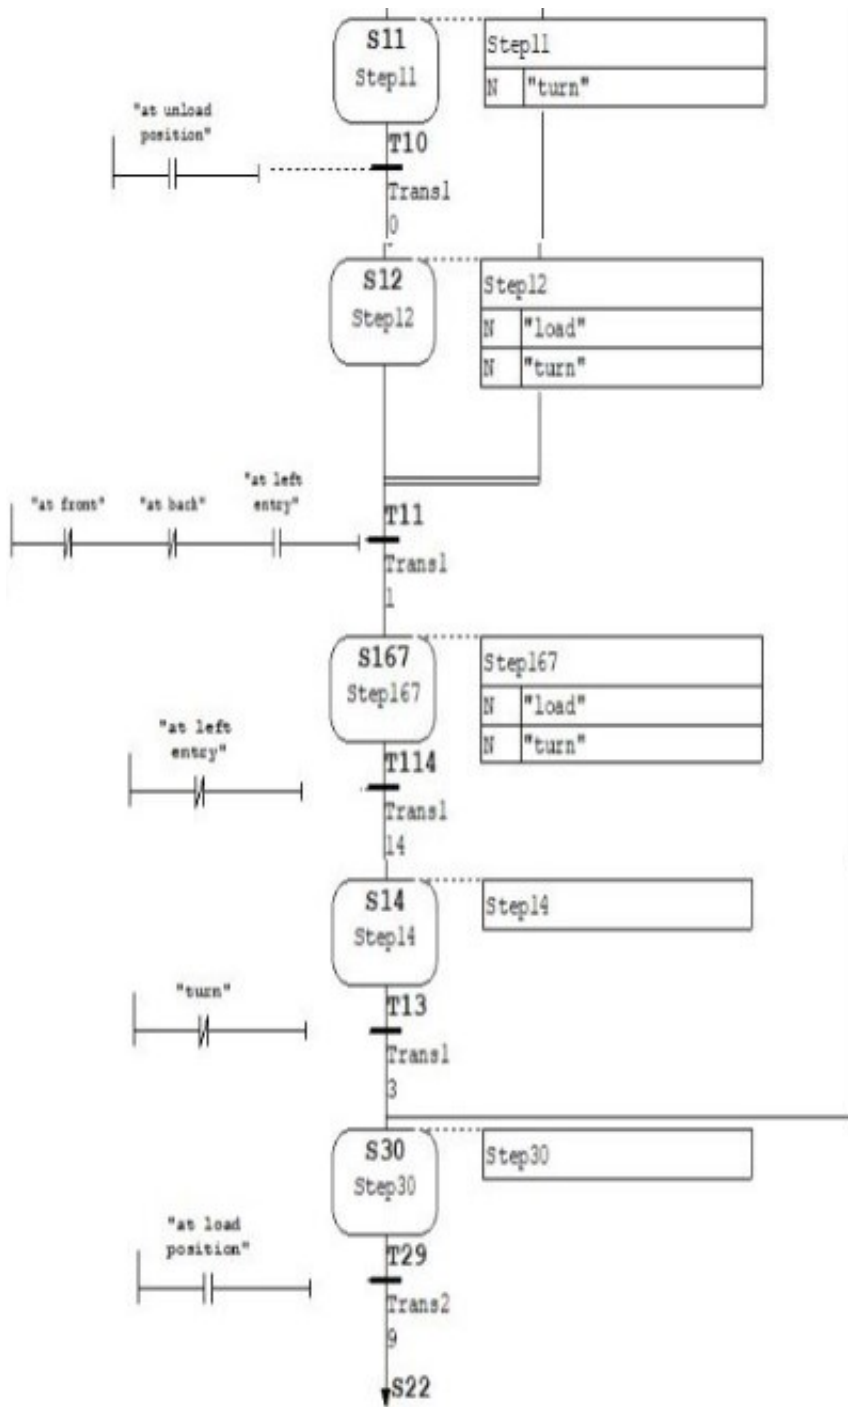 S11
Step11
Step11
N "turn"
"at unload
position"
T10
Trans1
0
S12
Step12
Step12
N "load"
N "turn"
"at front"
"at back"
"at left
entry"
T11
Trans1
1
S167
Step167
Step167
N "load"
N "turn"
"at left
entry"
T114
Trans1
14
S14
Step14
Step14
"turn"
T13
Trans1
3
S30
Step30
Step30
"at load
position"
T29
Trans2
9
S22